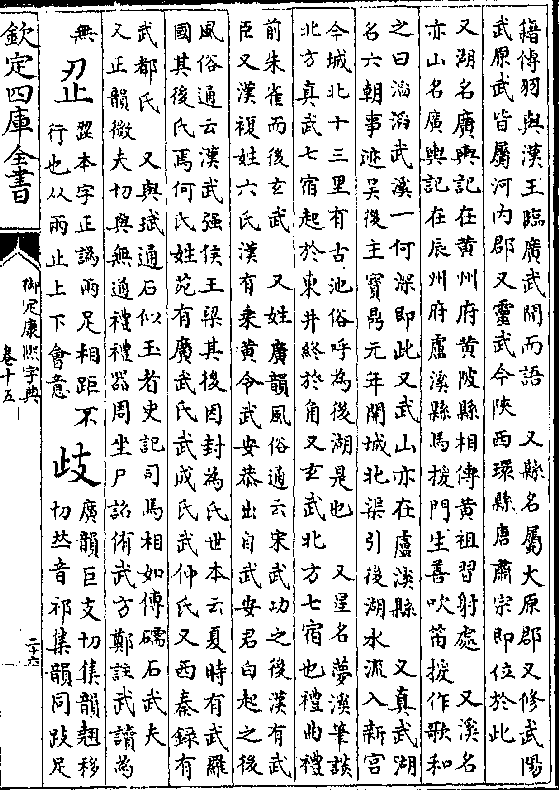 籍傅羽與漢王臨廣武閒而語　又縣名屬大原郡又修武陽
武原武皆屬河內郡又靈武今陜西環縣唐肅宗即位於此
又湖名廣輿記在黃州府黃陂縣相傳黃祖習射處　又溪名
亦山名廣輿記在辰州府盧溪縣馬援門生善吹笛援作歌和
之曰滔滔武溪一何深即此又武山亦在盧溪縣　又真武湖
名六朝事迹吳後主寶鼎元年開城北渠引後湖水流入新宮
今城北十三里有古池俗呼為後湖是也　又星名夢溪筆談
北方真武七宿起於東井終於角又玄武北方七宿也禮曲禮
前朱雀而後玄武　又姓廣韻風俗通云宋武功之後漢有武
臣又漢複姓六氏漢有乗黃令武安恭出自武安君白起之後
風俗通云漢武强侯王梁其後因封為氏世本云夏時有武羅
國其後氏焉何氏姓苑有廣武氏武成氏武仲氏又西秦録有
武都氏　又與珷通石似玉者史記司馬相如傳礝石武夫
又正韻微夫切與無通禮禮器周坐尸詔侑武方鄭註武讀為
無
歮本字正譌兩足相距不
行也从兩止上下會意
歧
廣韻巨支切集韻翹移
切𠀤音祁集韻同跂足
欽定四庫全書
御定康熙字典
卷十五
二十六